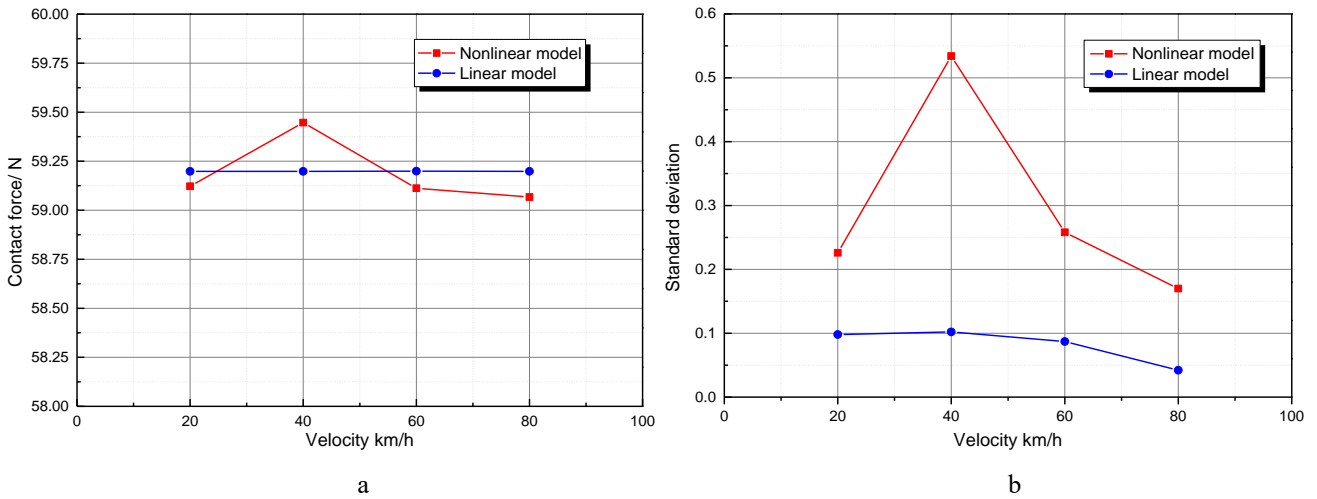 60.00
59.75
59.50
59.25
59.00
58.75
58.50
58.25
58.00
Contact force/ N
Nonlinear model
Linear model
0 20 40 60 80 100
Velocity km/h
a
0.6
0.5
0.4
0.3
0.2
0.1
0.0
Standard deviation
Nonlinear model
Linear model
0 20 40 60 80 100
Velocity km/h
b